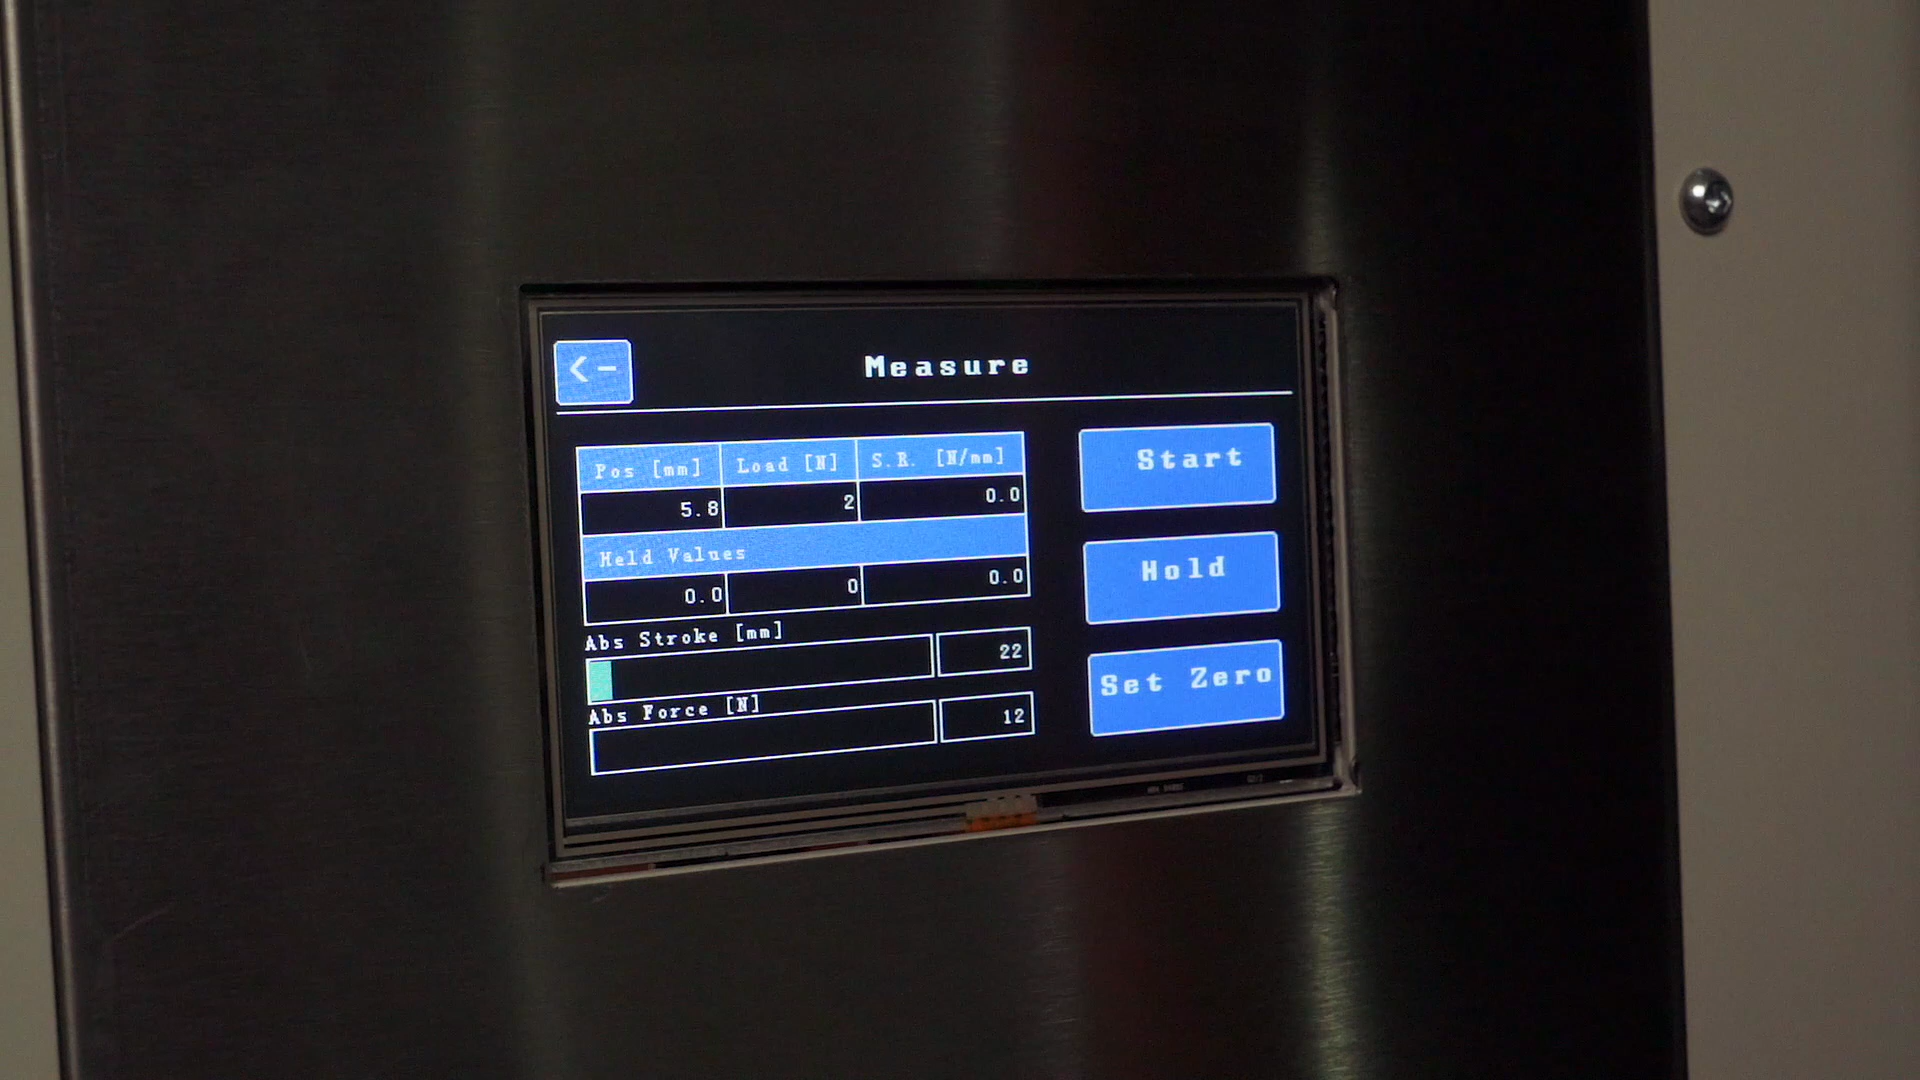 <- Measure
Pos [mm] Load [N] S.R. [N/mm]
5.8 2 0.0
Held Values
0.0 0 0.0
Abs Stroke [mm]
22
Abs Force [N]
12
Start
Hold
Set Zero